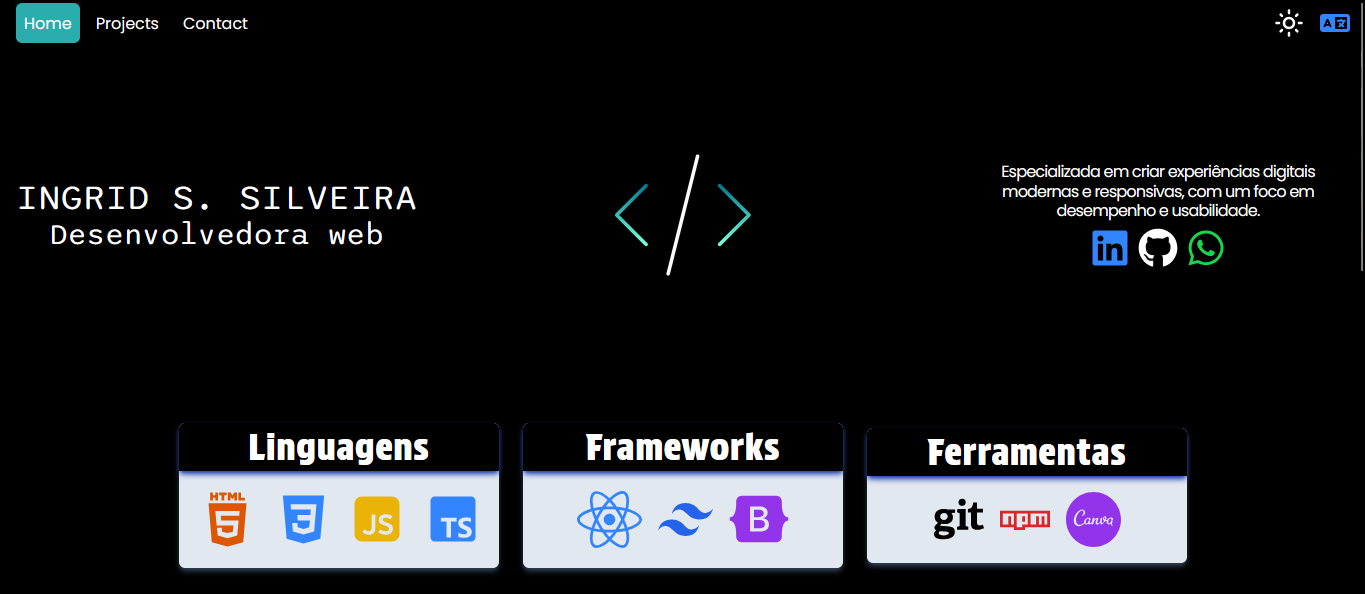 Home Projects Contact
INGRID S. SILVEIRA
Desenvolvedora web
</>
Especializada em criar experiências digitais
modernas e responsivas, com um foco em
desempenho e usabilidade.
in
Linguagens
HTML
5
3
JS
TS
Frameworks
B
Ferramentas
git
npm
Canva